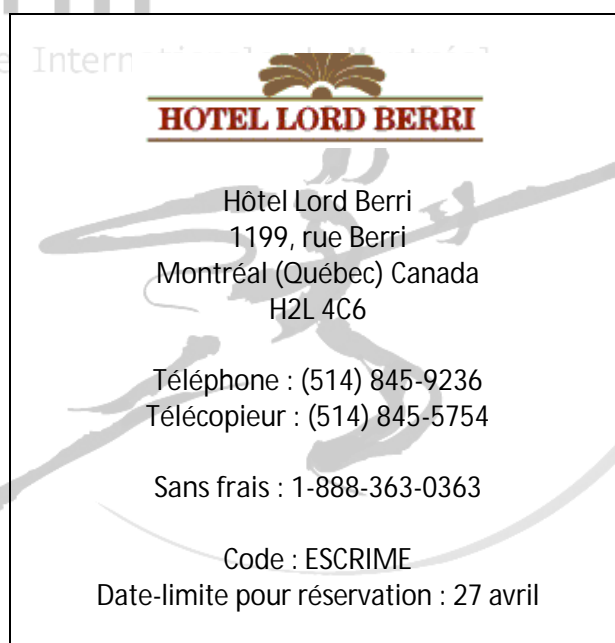 HOTEL LORD BERRI
Hôtel Lord Berri
1199, rue Berri
Montréal (Québec) Canada
H2L 4C6
Téléphone : (514) 845-9236
Télécopieur : (514) 845-5754
Sans frais : 1-888-363-0363
Code : ESCRIME
Date-limite pour réservation : 27 avril